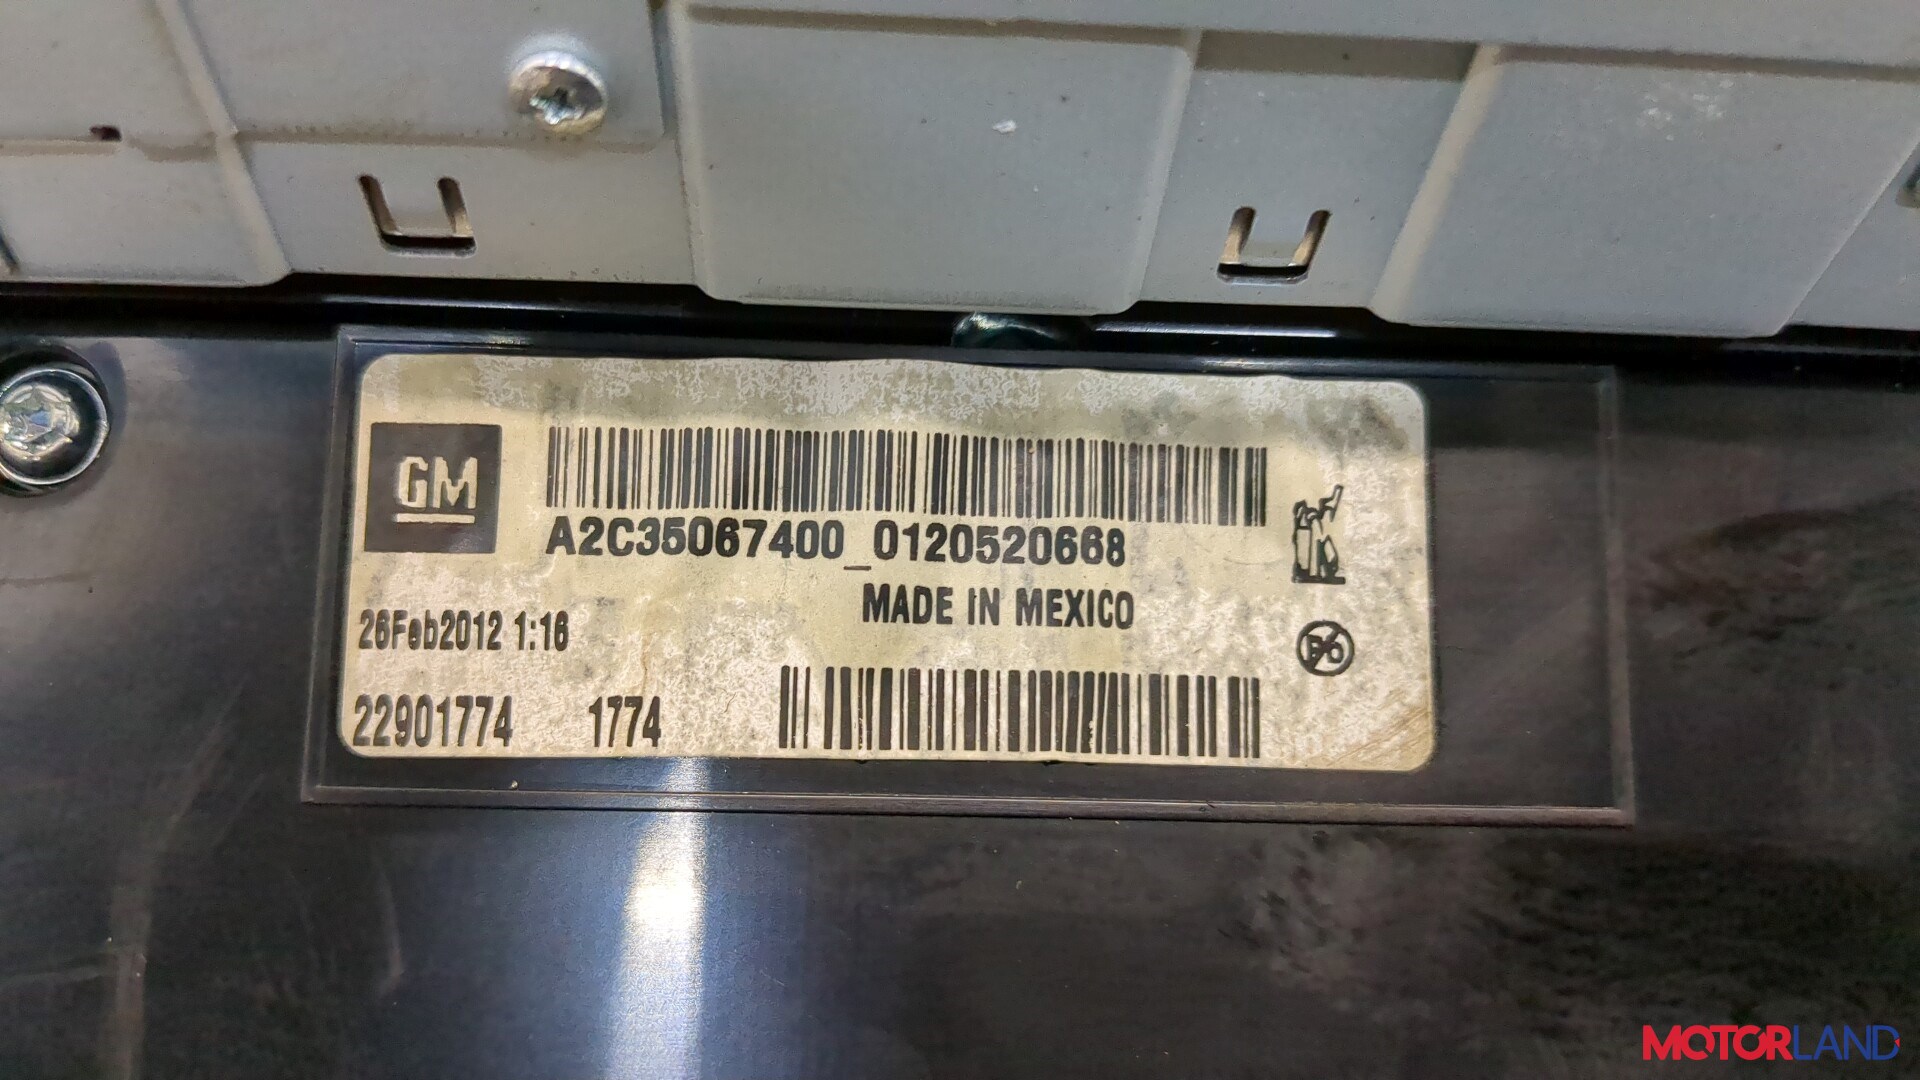 GM
A2C35067400_0120520668
MADE IN MEXICO
26Feb2012 1:16
22901774 1774
MOTORLAND